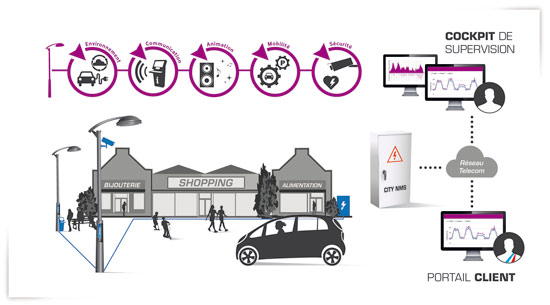 Environnement
Communication
Animation
Mobilité
Sécurité
P
COCKPIT DE
SUPERVISION
BIJOUTERIE
SHOPPING
ALIMENTATION
CITY NMS
Réseau
Telecom
PORTAIL CLIENT